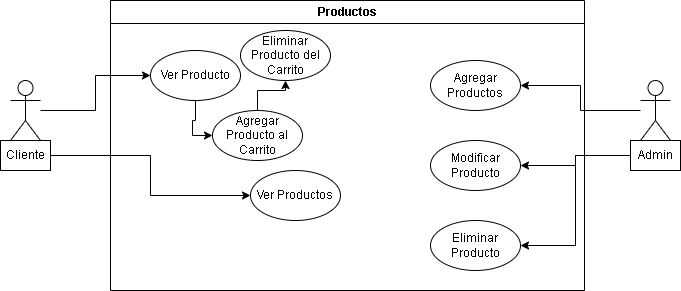 Productos
Eliminar
Producto del
Carrito
Ver Producto
Agregar
Productos
Agregar
Producto al
Carrito
Cliente
Modificar
Producto
Admin
Ver Productos
Eliminar
Producto